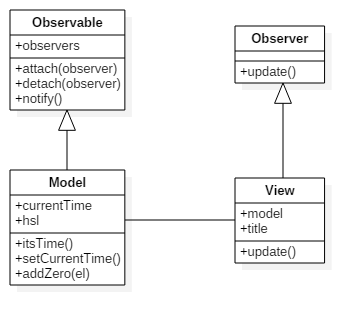 Observable
+observers
+attach(observer)
+detach(observer)
+notify()
Observer
+update()
Model
+currentTime
+hsl
+itsTime()
+setCurrentTime()
+addZero(el)
View
+model
+title
+update()